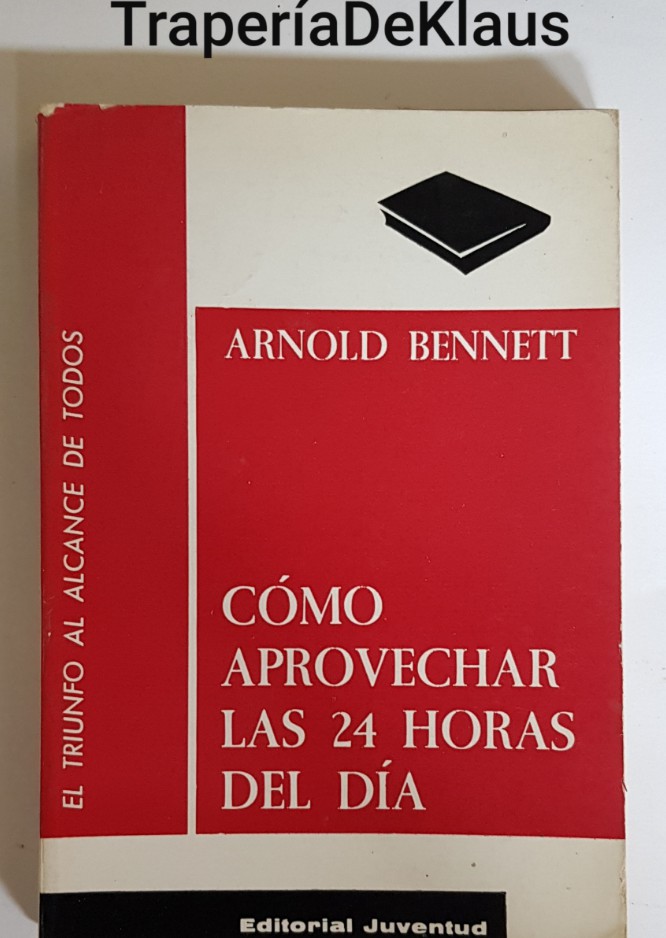 TraperíaDeKlaus
EL TRIUNFO AL ALCANCE DE TODOS
ARNOLD BENNETT
CÓMO
APROVECHAR
LAS 24 HORAS
DEL DÍA
Editorial Juventud